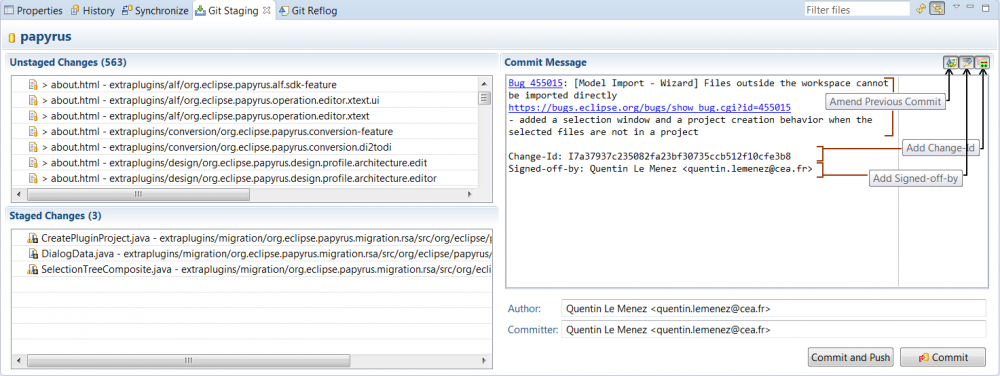 Properties History Synchronize Git Staging Git Reflog Filter files
papyrus
Unstaged Changes (563)
> about.html - extraplugins/alf/org.eclipse.papyrus.alf.sdk-feature
> about.html - extraplugins/alf/org.eclipse.papyrus.operation.editor.xtext.ui
> about.html - extraplugins/alf/org.eclipse.papyrus.operation.editor.xtext
> about.html - extraplugins/conversion/org.eclipse.papyrus.conversion-feature
> about.html - extraplugins/conversion/org.eclipse.papyrus.conversion.di2todi
> about.html - extraplugins/design/org.eclipse.papyrus.design.profile.architecture.edit
> about.html - extraplugins/design/org.eclipse.papyrus.design.profile.architecture.editor
Staged Changes (3)
CreatePluginProject.java - extraplugins/migration/org.eclipse.papyrus.migration.rsa/src/org/eclipse/p
DialogData.java - extraplugins/migration/org.eclipse.papyrus.migration.rsa/src/org/eclipse/papyrus/
SelectionTreeComposite.java - extraplugins/migration/org.eclipse.papyrus.migration.rsa/src/org/ecli
Commit Message
Bug 455015: [Model Import - Wizard] Files outside the workspace cannot
be imported directly
https://bugs.eclipse.org/bugs/show_bug.cgi?id=455015
- added a selection window and a project creation behavior when the
selected files are not in a project
Change-Id: I7a37937c235082fa23bf30735ccb512f10cfe3b8
Signed-off-by: Quentin Le Menez <quentin.lemenez@cea.fr>
Amend Previous Commit
Add Change-Id
Add Signed-off-by
Author: Quentin Le Menez <quentin.lemenez@cea.fr>
Committer: Quentin Le Menez <quentin.lemenez@cea.fr>
Commit and Push Commit